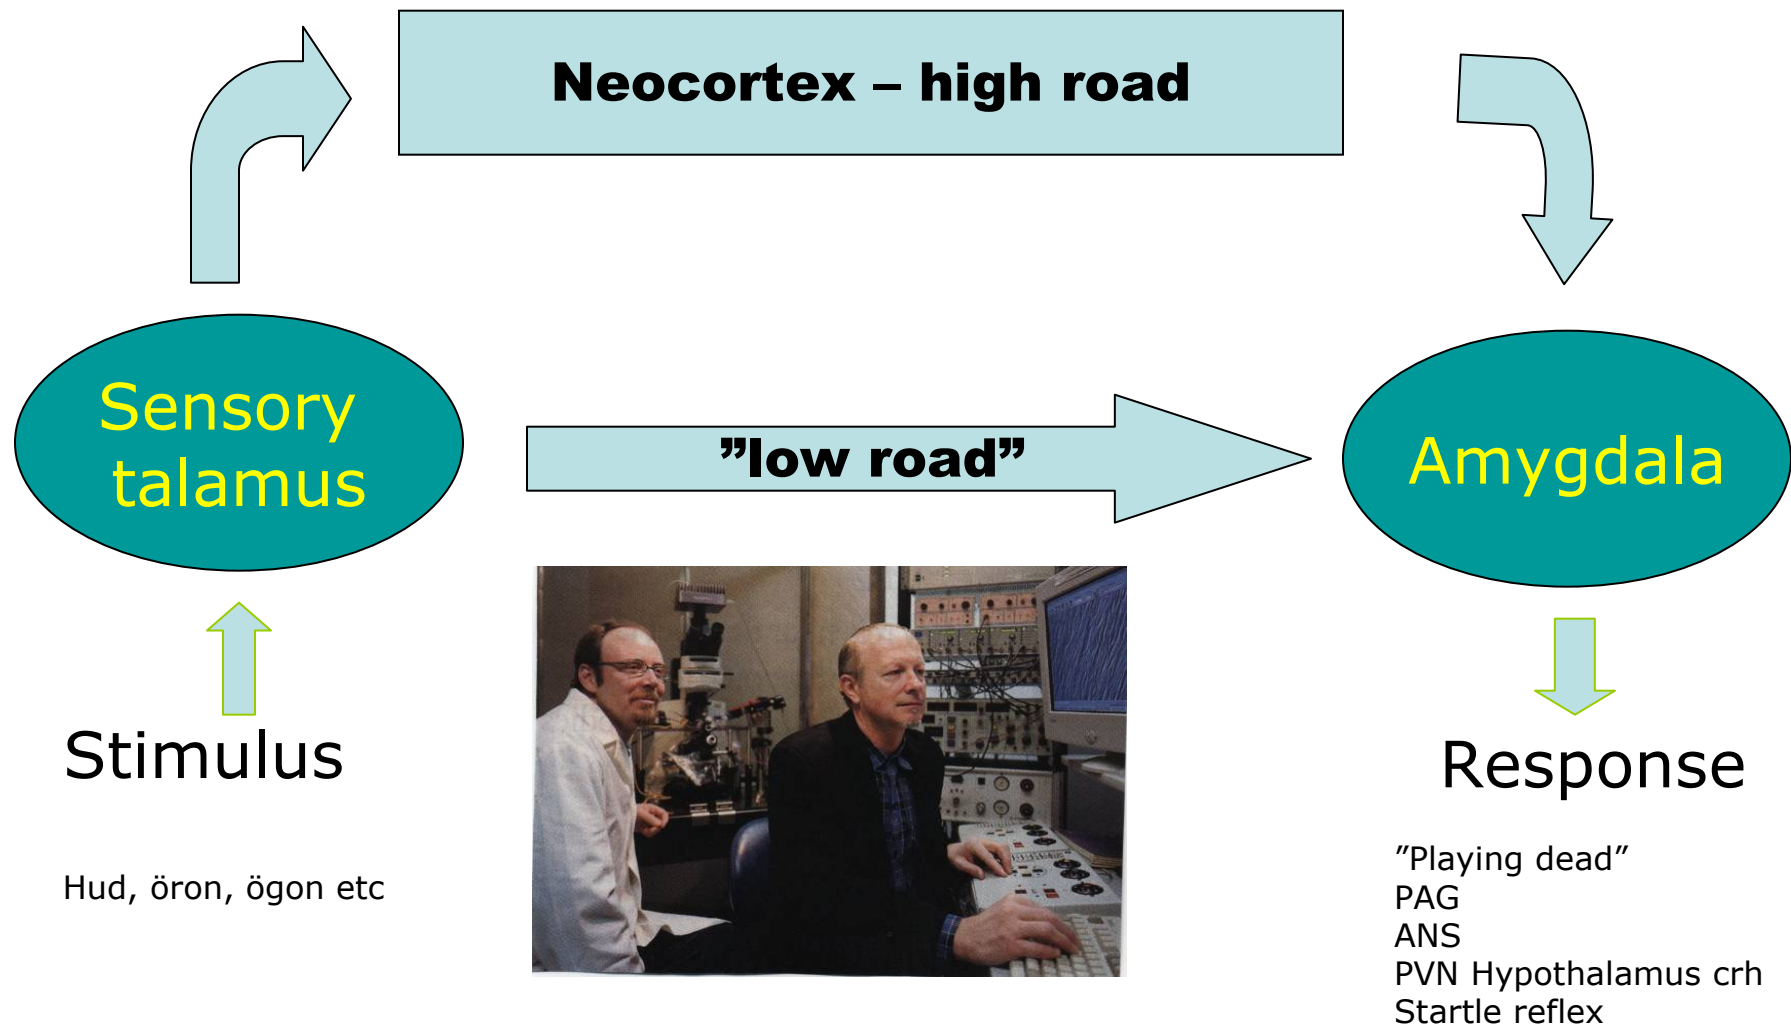 Neocortex – high road
Sensory
talamus
”low road”
Amygdala
Stimulus
Response
Hud, öron, ögon etc
”Playing dead”
PAG
ANS
PVN Hypothalamus crh
Startle reflex